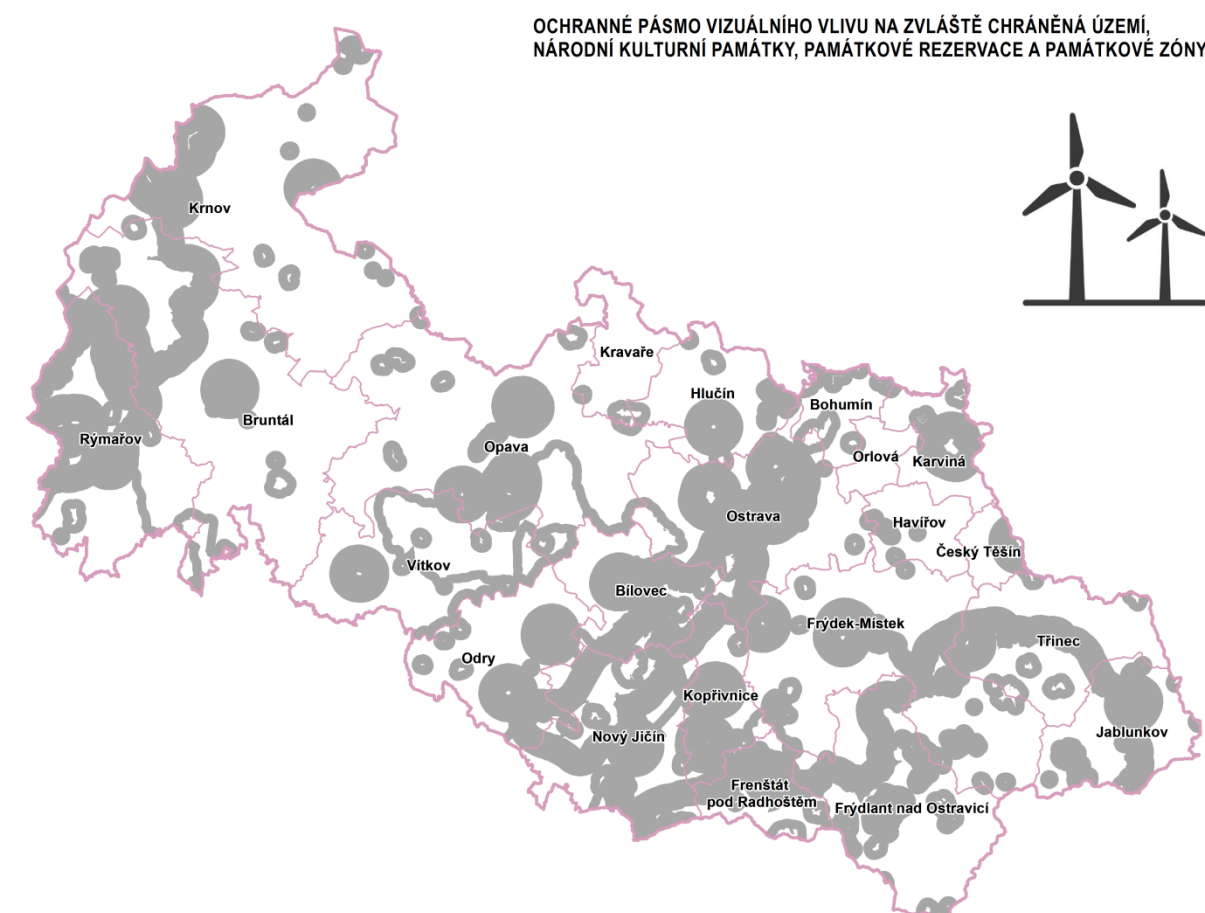 OCHRANNÉ PÁSMO VIZUÁLNÍHO VLIVU NA ZVLÁŠTĚ CHRÁNĚNÁ ÚZEMÍ,
NÁRODNÍ KULTURNÍ PAMÁTKY, PAMÁTKOVÉ REZERVACE A PAMÁTKOVÉ ZÓNY
Krnov
Kravaře
Hlučín
Bohumín
Bruntál
Rýmařov
Opava
Orlová
Karviná
Ostrava
Havířov
Český Těšín
Vítkov
Bílovec
Frýdek-Místek
Třinec
Odry
Kopřivnice
Nový Jičín
Jablunkov
Frenštát
pod Radhoštěm
Frýdlant nad Ostravicí